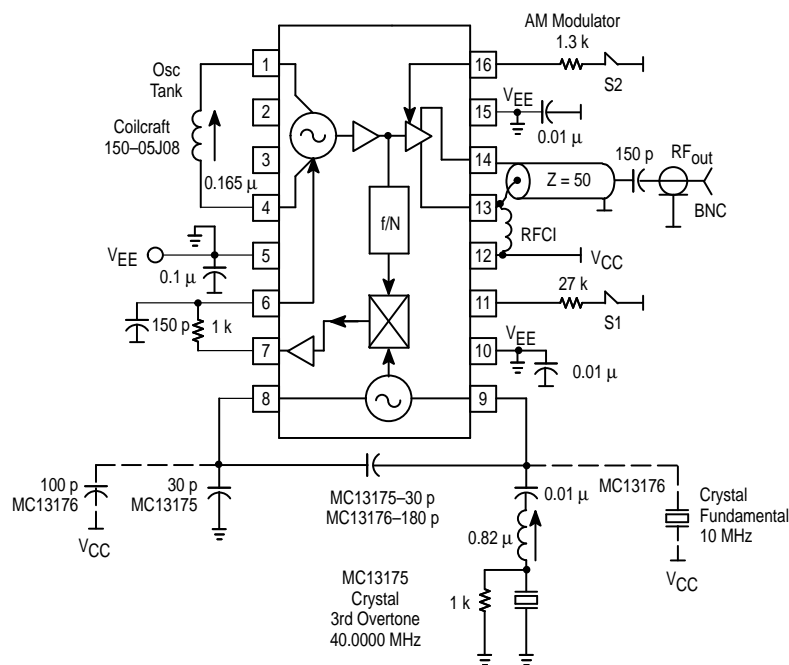 AM Modulator
1.3 k
S2
Osc
Tank
Coilcraft
150–05J08
0.165 µ
1
2
3
4
5
6
7
8
16
15
14
13
12
11
10
9
f/N
VEE
0.01 µ
150 p
RFout
Z = 50
BNC
RFCI
VCC
27 k
S1
VEE
0.01 µ
VEE
0.1 µ
150 p
1 k
100 p
MC13176
VCC
30 p
MC13175
MC13175–30 p
MC13176–180 p
0.01 µ
MC13176
Crystal
Fundamental
10 MHz
VCC
0.82 µ
MC13175
Crystal
3rd Overtone
40.0000 MHz
1 k